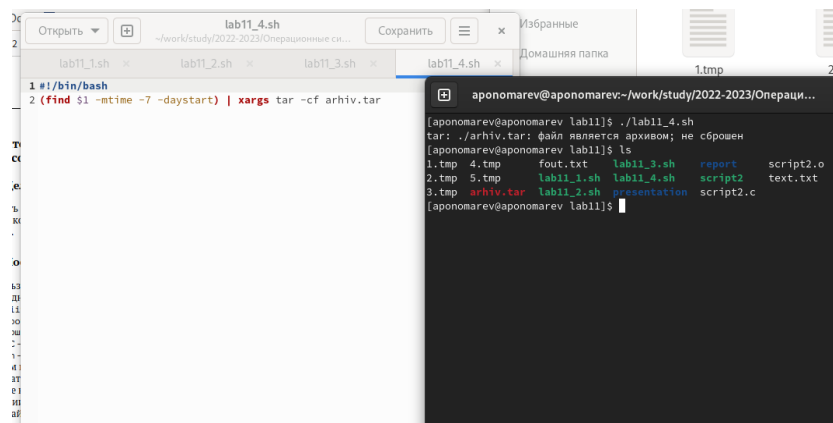 Открыть
lab11_4.sh
~/work/study/2022-2023/Операционные си...
Сохранить
lab11_1.sh × lab11_2.sh × lab11_3.sh × lab11_4.sh ×
1 #!/bin/bash
2 (find $1 -mtime -7 -daystart) | xargs tar -cf arhiv.tar
Избранные
Домашняя папка
1.tmp
2
aponomarev@aponomarev:~/work/study/2022-2023/Операци...
[aponomarev@aponomarev lab11]$ ./lab11_4.sh
tar: ./arhiv.tar: файл является архивом; не сброшен
[aponomarev@aponomarev lab11]$ ls
1.tmp 4.tmp fout.txt lab11_3.sh report script2.o
2.tmp 5.tmp lab11_1.sh lab11_4.sh script2 text.txt
3.tmp arhiv.tar lab11_2.sh presentation script2.c
[aponomarev@aponomarev lab11]$